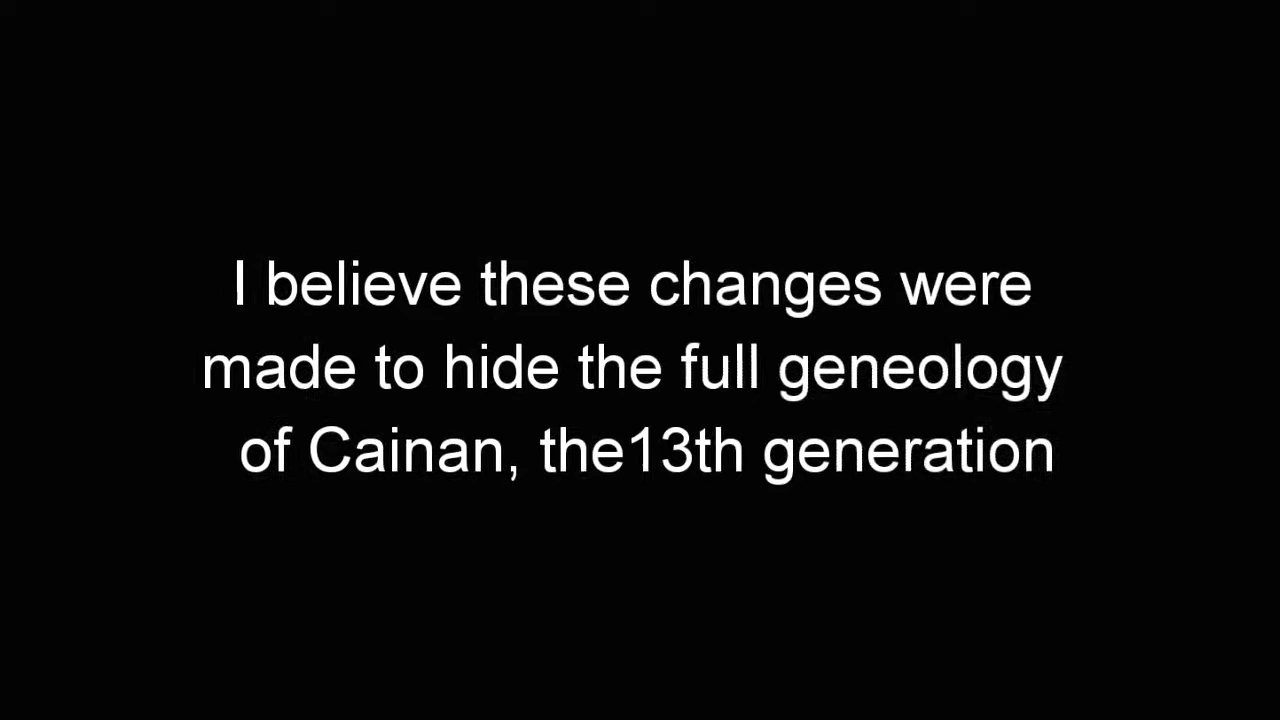 I believe these changes were
made to hide the full geneology
of Cainan, the13th generation